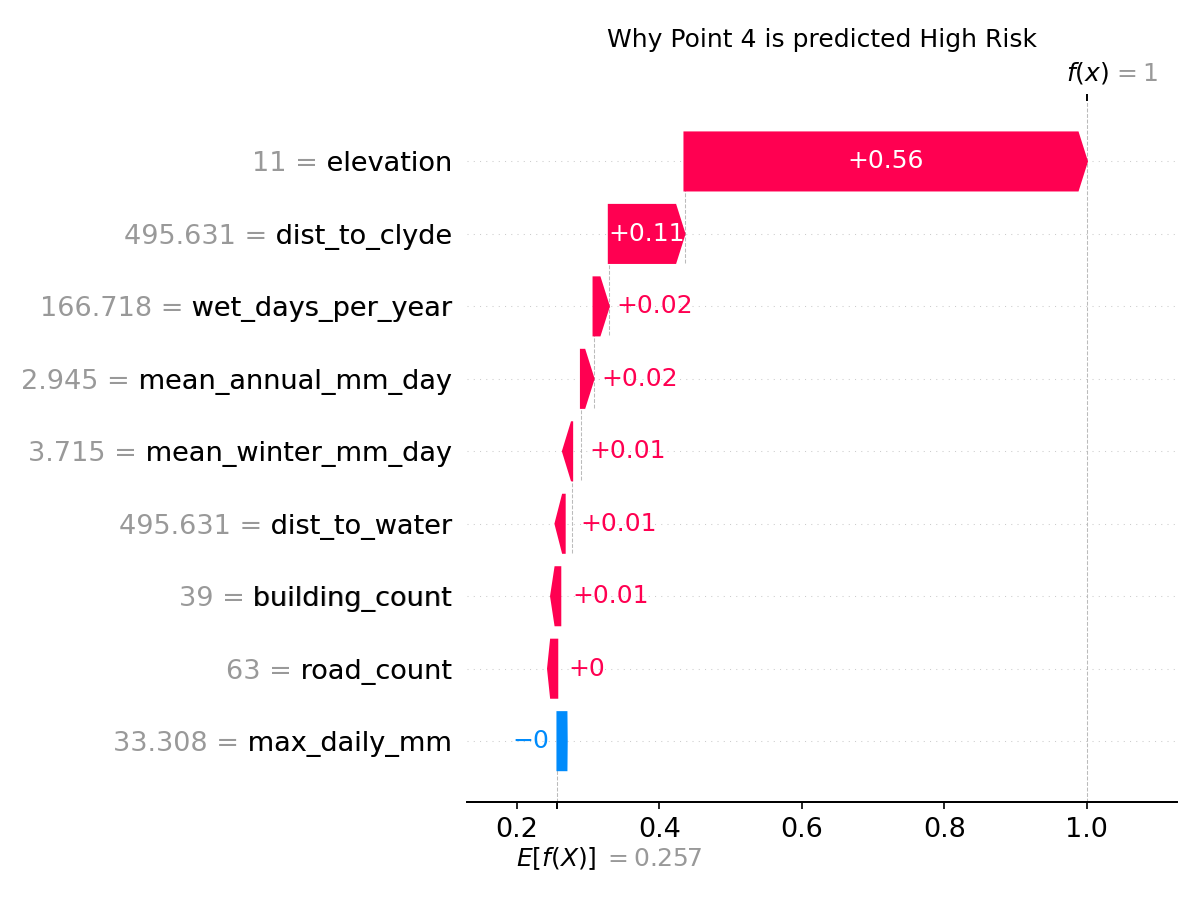 Why Point 4 is predicted High Risk
f(x) = 1
11 = elevation +0.56
495.631 = dist_to_clyde +0.11
166.718 = wet_days_per_year +0.02
2.945 = mean_annual_mm_day +0.02
3.715 = mean_winter_mm_day +0.01
495.631 = dist_to_water +0.01
39 = building_count +0.01
63 = road_count +0
33.308 = max_daily_mm −0
0.2 0.4 0.6 0.8 1.0
E[f(X)] = 0.257